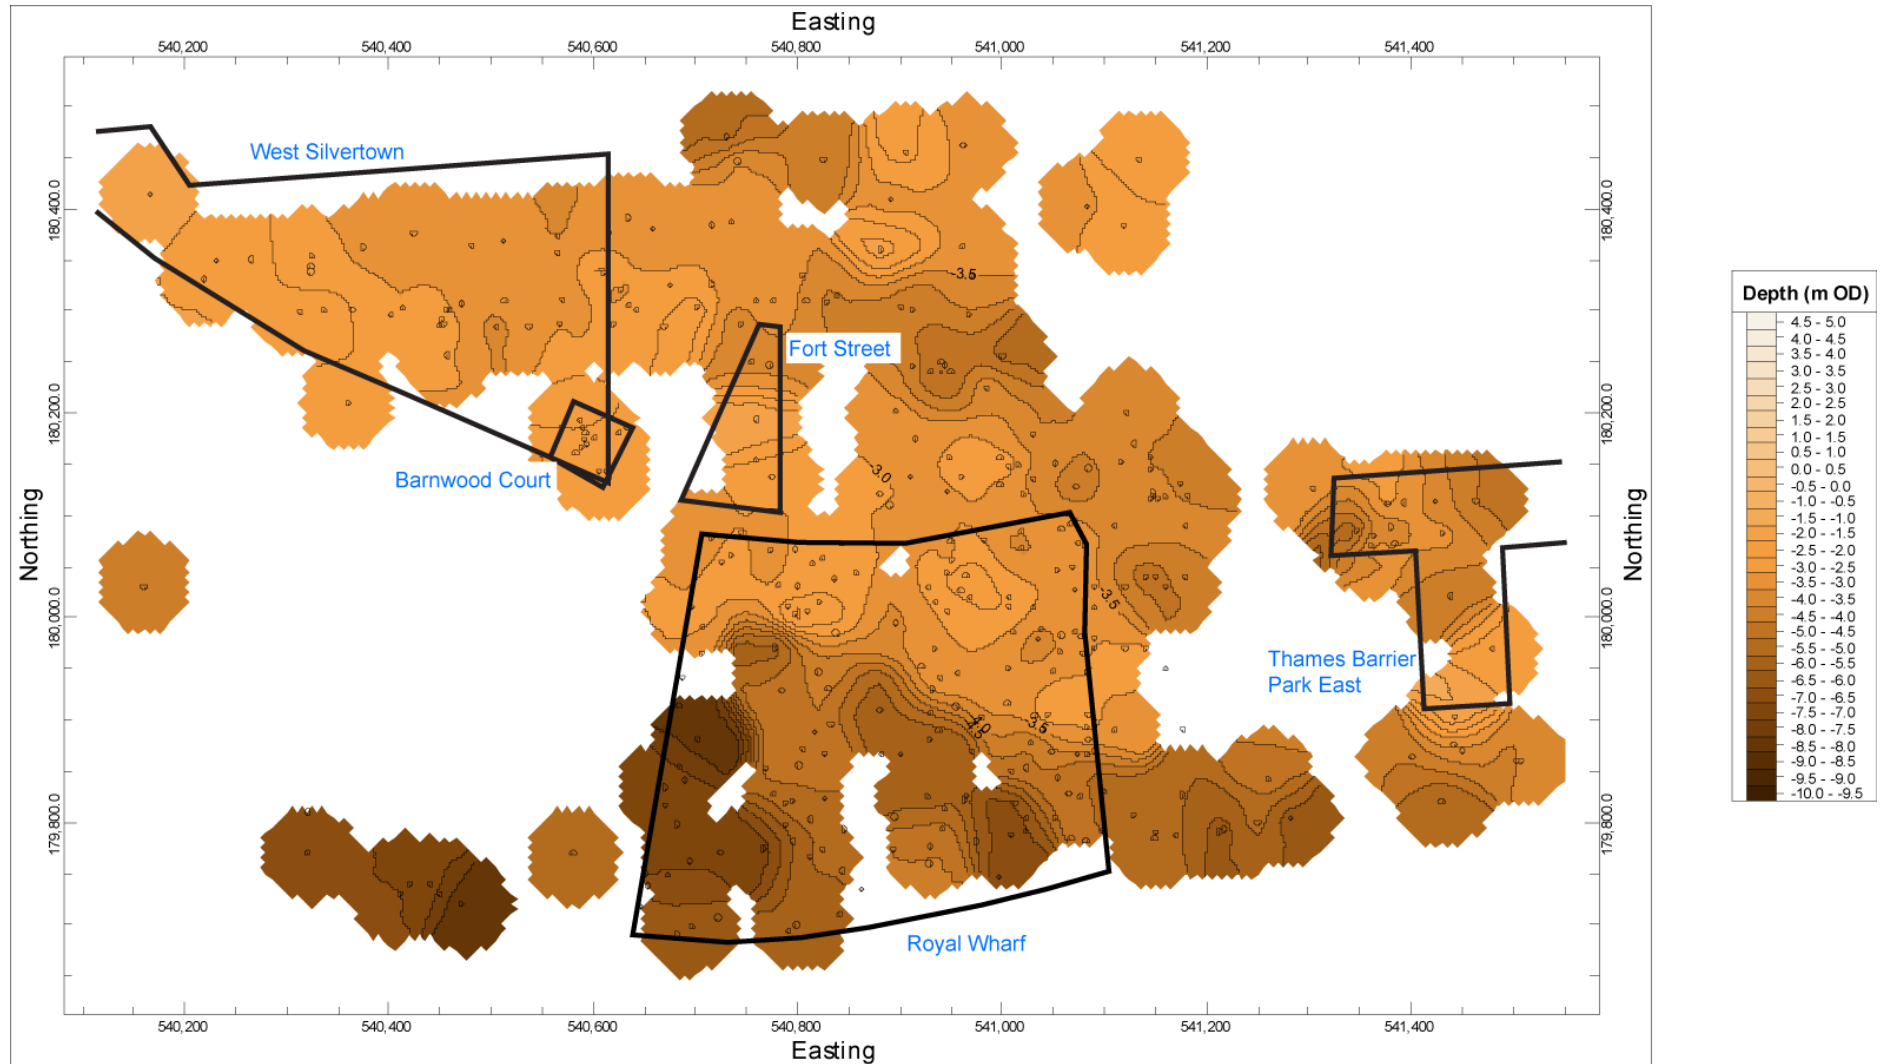 Easting
540,200 540,400 540,600 540,800 541,000 541,200 541,400
West Silvertown
180,400.0
180,400.0
-3.5
Depth (m OD)
4.5 - 5.0
4.0 - 4.5
3.5 - 4.0
3.0 - 3.5
2.5 - 3.0
2.0 - 2.5
1.5 - 2.0
1.0 - 1.5
0.5 - 1.0
0.0 - 0.5
-0.5 - 0.0
-1.0 - -0.5
-1.5 - -1.0
-2.0 - -1.5
-2.5 - -2.0
-3.5 - -3.0
-4.0 - -3.5
-4.5 - -4.0
-5.0 - -4.5
-5.5 - -5.0
-6.0 - -5.5
-6.5 - -6.0
-7.0 - -6.5
-7.5 - -7.0
-8.0 - -7.5
-8.5 - -8.0
-9.5 - -9.0
-10.0 - -9.5
Fort Street
180,200.0
180,200.0
Barnwood Court
-3.0
Northing
Northing
-3.5
180,000.0
180,000.0
Thames Barrier
Park East
-4.0
-4.5
-3.5
179,800.0
179,800.0
Royal Wharf
540,200 540,400 540,600 540,800 541,000 541,200 541,400
Easting